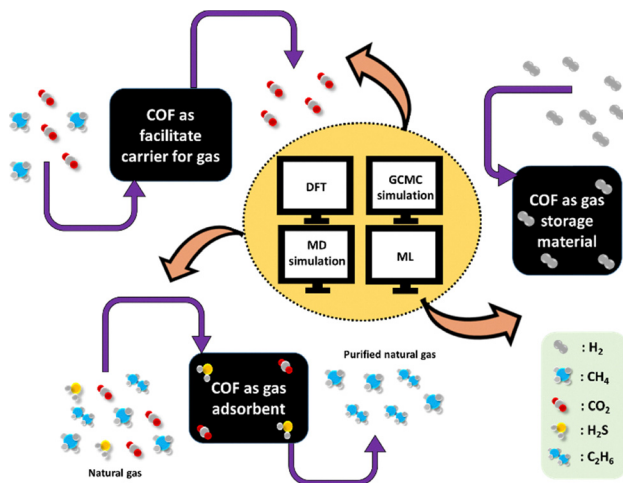 COF as
facilitate
carrier for gas
DFT
GCMC
simulation
MD
simulation
ML
COF as gas
storage
material
COF as gas
adsorbent
Natural gas
Purified natural gas
: H₂
: CH₄
: CO₂
: H₂S
: C₂H₆